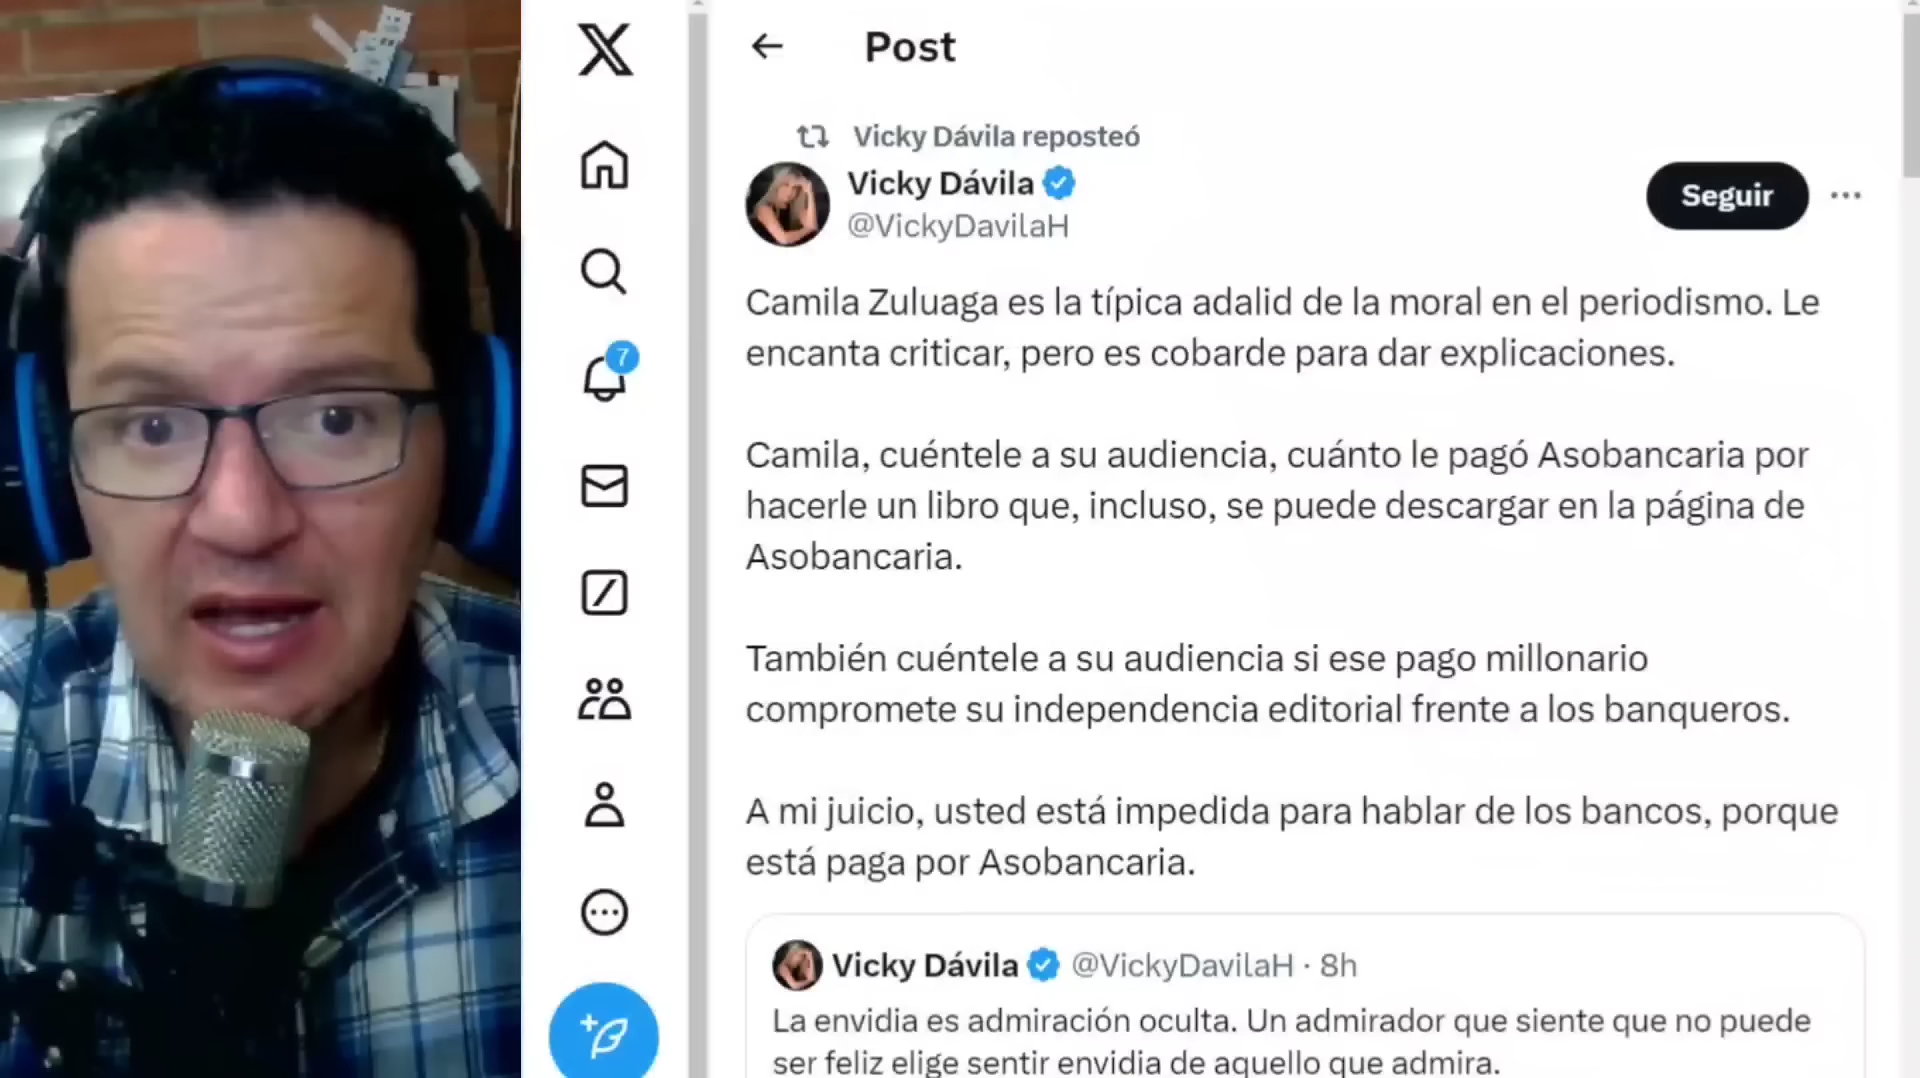 Post
Vicky Dávila reposteó
Vicky Dávila
@VickyDavilaH
Seguir
Camila Zuluaga es la típica adalid de la moral en el periodismo. Le
encanta criticar, pero es cobarde para dar explicaciones.
Camila, cuéntele a su audiencia, cuánto le pagó Asobancaria por
hacerle un libro que, incluso, se puede descargar en la página de
Asobancaria.
También cuéntele a su audiencia si ese pago millonario
compromete su independencia editorial frente a los banqueros.
A mi juicio, usted está impedida para hablar de los bancos, porque
está paga por Asobancaria.
Vicky Dávila @VickyDavilaH · 8h
La envidia es admiración oculta. Un admirador que siente que no puede
ser feliz elige sentir envidia de aquello que admira.
7